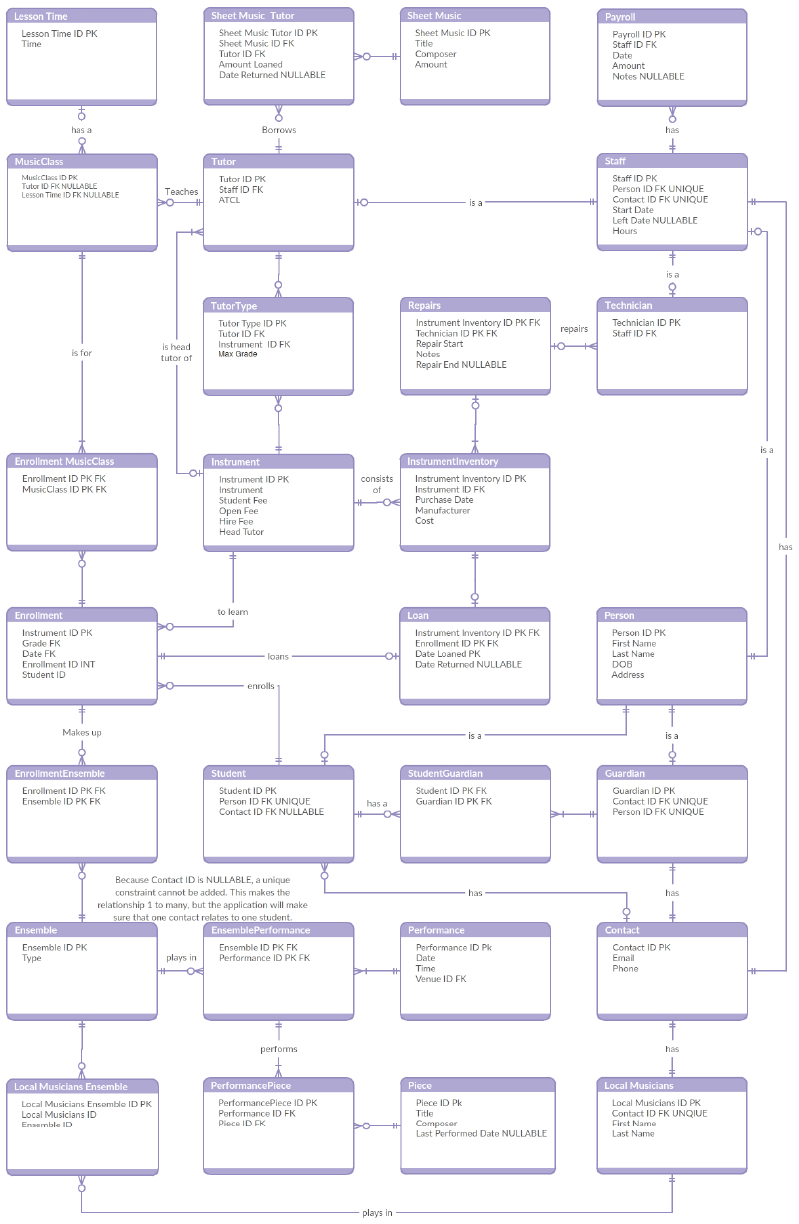 Lesson Time
Lesson Time ID PK
Time
Sheet Music Tutor
Sheet Music Tutor ID PK
Sheet Music ID FK
Tutor ID FK
Amount Loaned
Date Returned NULLABLE
Sheet Music
Sheet Music ID PK
Title
Composer
Amount
Payroll
Payroll ID PK
Staff ID FK
Date
Amount
Notes NULLABLE
has a
Borrows
has
MusicClass
MusicClass ID PK
Tutor ID FK NULLABLE
Lesson Time ID FK NULLABLE
Teaches
Tutor
Tutor ID PK
Staff ID FK
ATCL
is a
Staff
Staff ID PK
Person ID FK UNIQUE
Contact ID FK UNIQUE
Start Date
Left Date NULLABLE
Hours
is a
is for
is head
tutor of
TutorType
Tutor Type ID PK
Tutor ID FK
Instrument ID FK
Max Grade
Repairs
Instrument Inventory ID PK FK
Technician ID PK FK
Repair Start
Notes
Repair End NULLABLE
repairs
Technician
Technician ID PK
Staff ID FK
is a
has
Enrollment MusicClass
Enrollment ID PK FK
MusicClass ID PK FK
Instrument
Instrument ID PK
Instrument
Student Fee
Open Fee
Hire Fee
Head Tutor
consists
of
InstrumentInventory
Instrument Inventory ID PK
Instrument ID FK
Purchase Date
Manufacturer
Cost
to learn
Enrollment
Instrument ID PK
Grade FK
Date FK
Enrollment ID INT
Student ID
loans
enrolls
Loan
Instrument Inventory ID PK FK
Enrollment ID PK FK
Date Loaned PK
Date Returned NULLABLE
Person
Person ID PK
First Name
Last Name
DOB
Address
Makes up
is a
is a
EnrollmentEnsemble
Enrollment ID PK FK
Ensemble ID PK FK
Student
Student ID PK
Person ID FK UNIQUE
Contact ID FK NULLABLE
has a
StudentGuardian
Student ID PK FK
Guardian ID PK FK
Guardian
Guardian ID PK
Contact ID FK UNIQUE
Person ID FK UNIQUE
Because Contact ID is NULLABLE, a unique
constraint cannot be added. This makes the
relationship 1 to many, but the application will make
sure that one contact relates to one student.
has
has
Ensemble
Ensemble ID PK
Type
plays in
EnsemblePerformance
Ensemble ID PK FK
Performance ID PK FK
Performance
Performance ID Pk
Date
Time
Venue ID FK
Contact
Contact ID PK
Email
Phone
performs
has
Local Musicians Ensemble
Local Musicians Ensemble ID PK
Local Musicians ID
Ensemble ID
PerformancePiece
PerformancePiece ID PK
Performance ID FK
Piece ID FK
Piece
Piece ID Pk
Title
Composer
Last Performed Date NULLABLE
Local Musicians
Local Musicians ID PK
Contact ID FK UNQIUE
First Name
Last Name
plays in